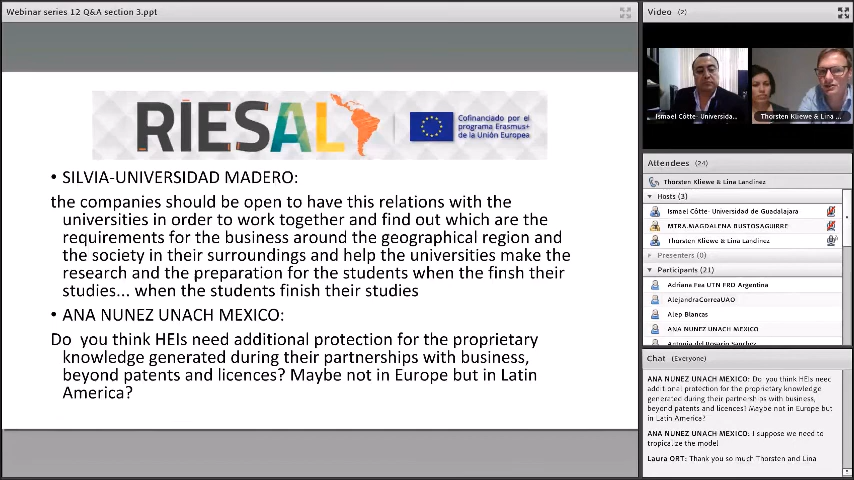 Webinar series 12 Q&A section 3.ppt
RIESAL
Cofinanciado por el
programa Erasmus+
de la Unión Europea
• SILVIA-UNIVERSIDAD MADERO:
the companies should be open to have this relations with the
universities in order to work together and find out which are the
requirements for the business around the geographical region and
the society in their surroundings and help the universities make the
research and the preparation for the students when the finsh their
studies... when the students finish their studies
• ANA NUNEZ UNACH MEXICO:
Do you think HEIs need additional protection for the proprietary
knowledge generated during their partnerships with business,
beyond patents and licences? Maybe not in Europe but in Latin
America?
Video (2)
Ismael Côtte- Universida...
Thorsten Kliewe & Lina ...
Attendees (24)
Thorsten Kliewe & Lina Landinez
Hosts (3)
Ismael Côtte- Universidad de Guadalajara
MTRA.MAGDALENA BUSTOSAGUIRRE
Thorsten Kliewe & Lina Landinez
Presenters (0)
Participants (21)
Adriana Fea UTN FRD Argentina
AlejandraCorreaUAO
Alep Blancas
ANA NUNEZ UNACH MEXICO
Antonia del Rosario Sanchez
Chat (Everyone)
ANA NUNEZ UNACH MEXICO: Do you think HEIs need
additional protection for the proprietary knowledge
generated during their partnerships with business,
beyond patents and licences? Maybe not in Europe but
in Latin America?
ANA NUNEZ UNACH MEXICO: I suppose we need to
tropicalize the model
Laura ORT: Thank you so much Thorsten and Lina